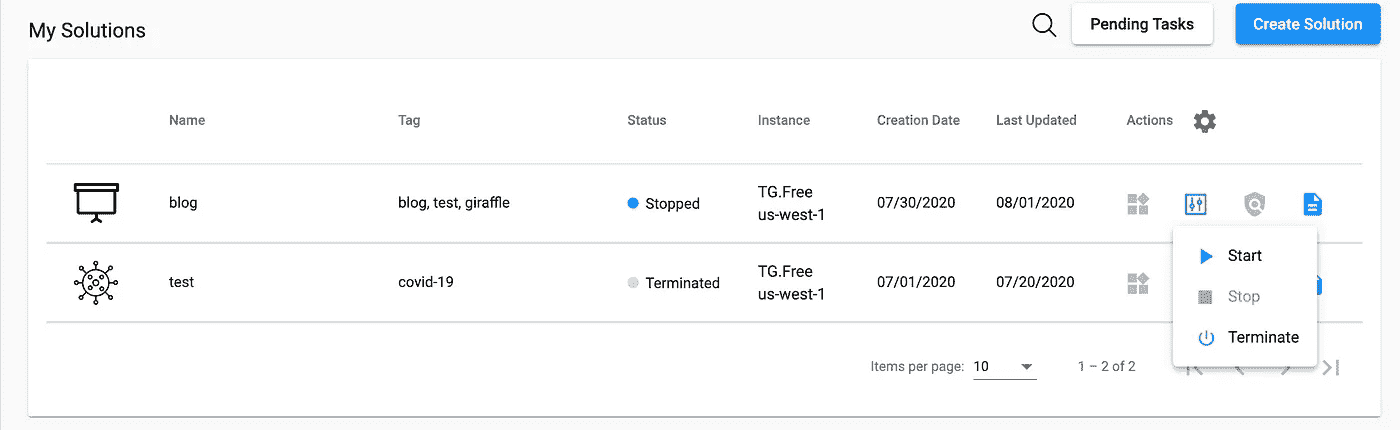 My Solutions
Pending Tasks
Create Solution
Name Tag Status Instance Creation Date Last Updated Actions
blog blog, test, giraffle Stopped TG.Free us-west-1 07/30/2020 08/01/2020
Start
test covid-19 Terminated TG.Free us-west-1 07/01/2020 07/20/2020
Stop
Terminate
Items per page: 10 1 – 2 of 2